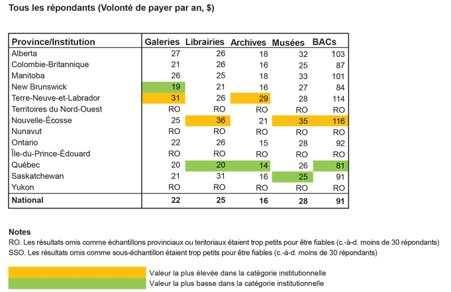 Tous les répondants (Volonté de payer par an, $)
Province/Institution Galeries Librairies Archives Musées BACs
Alberta 27 26 18 32 103
Colombie-Britannique 21 26 16 25 87
Manitoba 26 25 18 33 101
New Brunswick 19 21 16 27 84
Terre-Neuve-et-Labrador 31 26 29 28 114
Territoires du Nord-Ouest RO RO RO RO RO
Nouvelle-Écosse 25 36 21 35 116
Nunavut RO RO RO RO RO
Ontario 22 26 15 28 92
Île-du-Prince-Édouard RO RO RO RO RO
Québec 20 20 14 26 81
Saskatchewan 21 31 16 25 91
Yukon RO RO RO RO RO
National 22 25 16 28 91
Notes
RO. Les résultats omis comme échantillons provinciaux ou teritoriaux étaient trop petits pour être fiables (c.-à-d. moins de 30 répondants)
SSO. Les résultats omis comme sous-échantillon étaient trop petits pour être fiables (c.-à-d. moins de 30 répondants)
Valeur la plus élevée dans la catégorie institutionnelle
Valeur la plus basse dans la catégorie institutionnelle